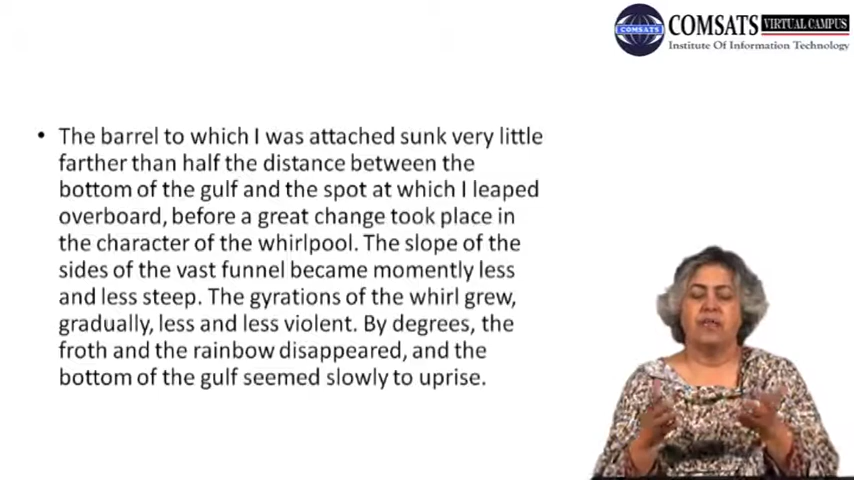 COMSATS VIRTUAL CAMPUS
Institute Of Information Technology
COMSATS
• The barrel to which I was attached sunk very little
farther than half the distance between the
bottom of the gulf and the spot at which I leaped
overboard, before a great change took place in
the character of the whirlpool. The slope of the
sides of the vast funnel became momently less
and less steep. The gyrations of the whirl grew,
gradually, less and less violent. By degrees, the
froth and the rainbow disappeared, and the
bottom of the gulf seemed slowly to uprise.